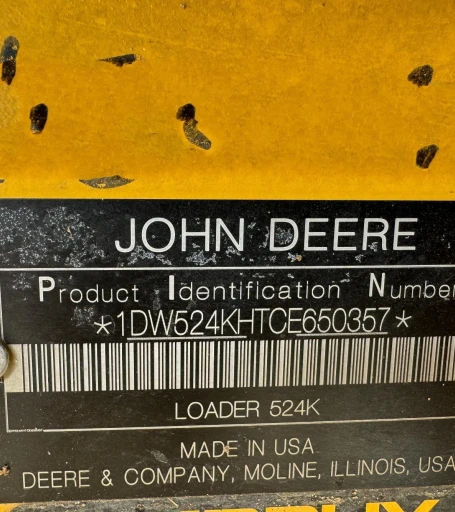 JOHN DEERE
Product Identification Number
*1DW524KHTCE650357*
LOADER 524K
MADE IN USA
DEERE & COMPANY, MOLINE, ILLINOIS, USA